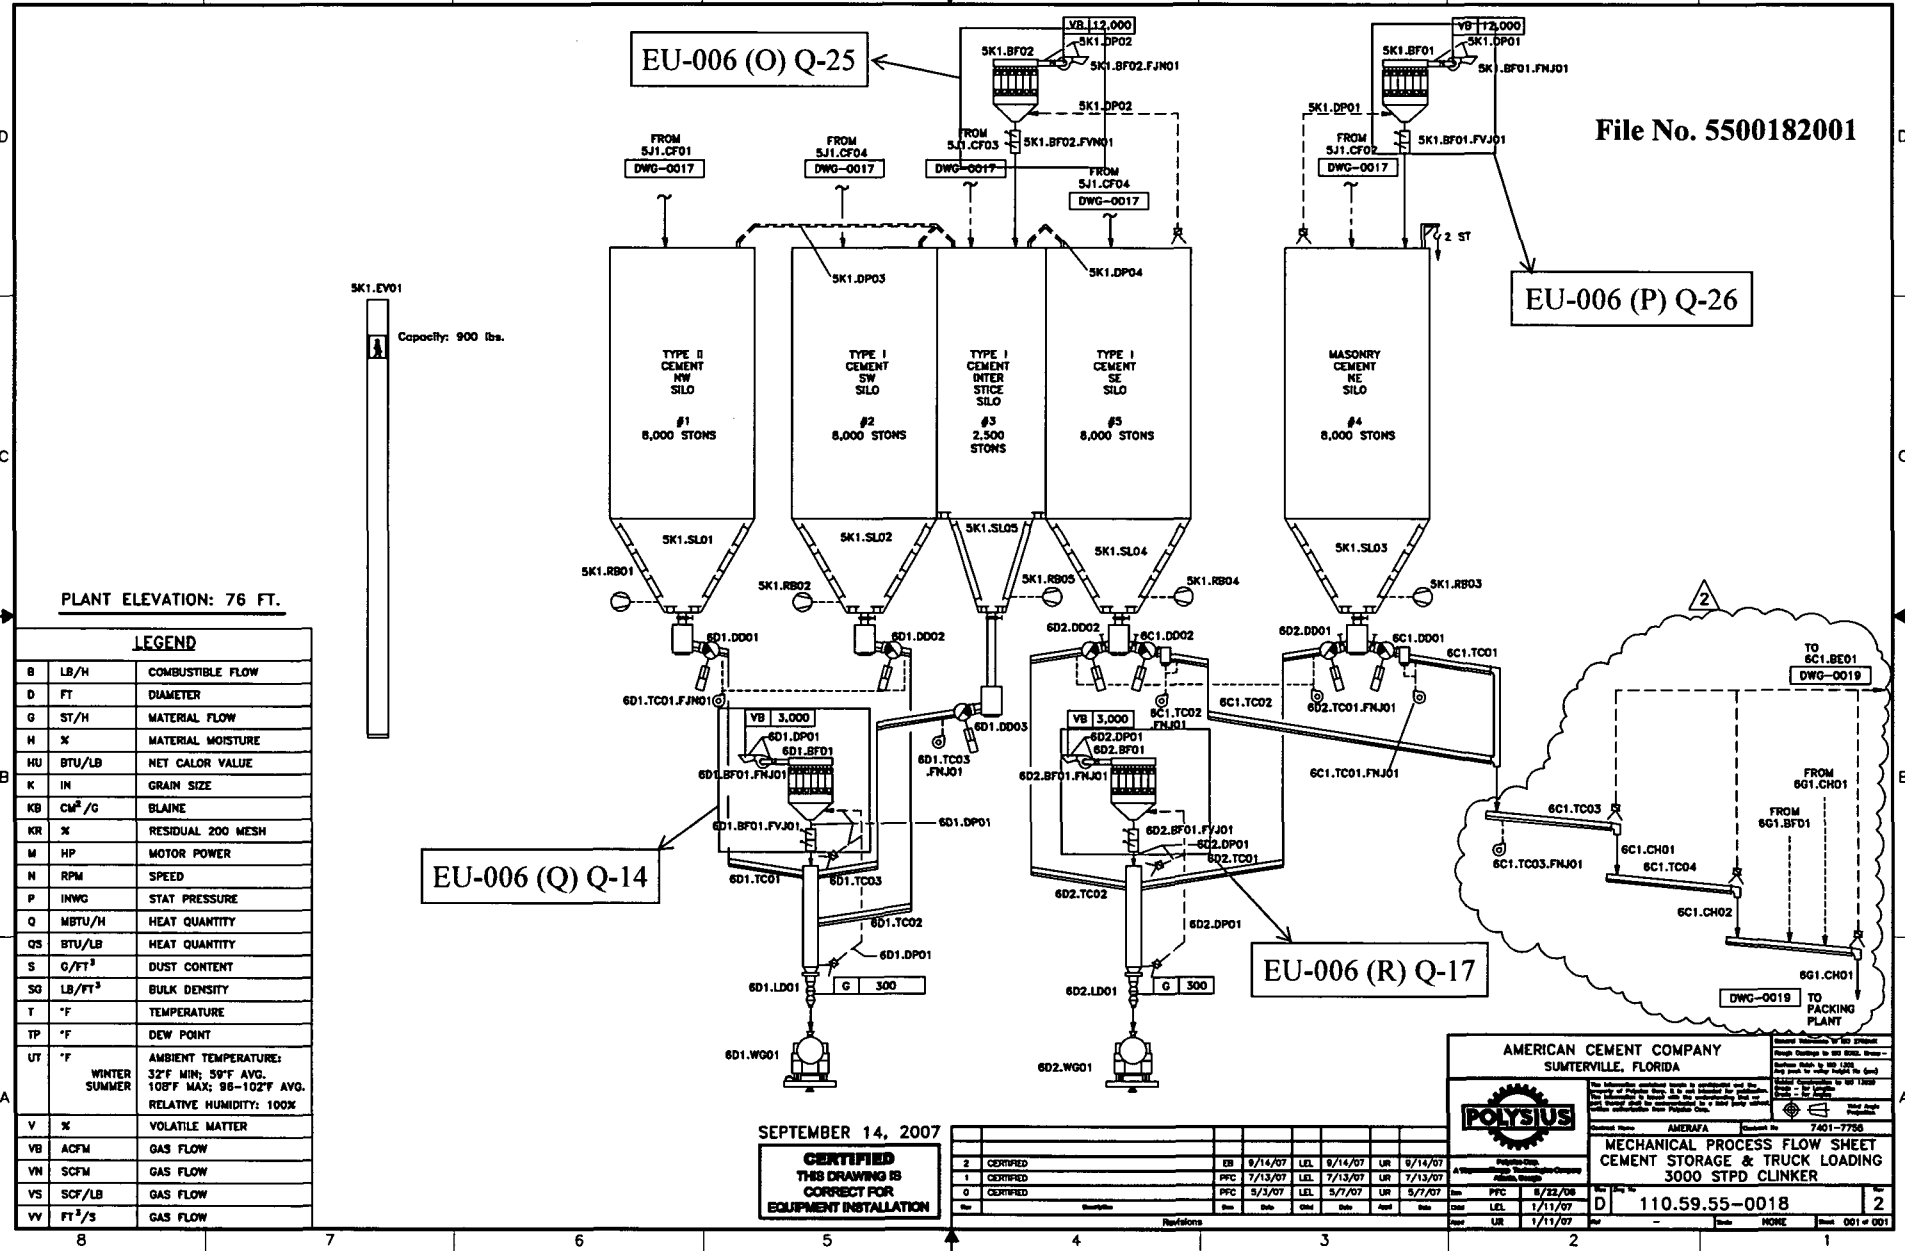 VB 12,000
5K1.DP02
5K1.BF02
5K1.BF02.FJN01
EU-006 (O) Q-25
5K1.DP02
5K1.BF02.FVN01
VB 12,000
5K1.DP01
5K1.BF01
5K1.BF01.FNJ01
5K1.DP01
5K1.BF01.FVJ01
File No. 5500182001
FROM
5J1.CF01
DWG-0017
FROM
5J1.CF04
DWG-0017
FROM
5J1.CF03
DWG-0017
FROM
5J1.CF04
DWG-0017
FROM
5J1.CF02
DWG-0017
2 ST
5K1.DP03
5K1.DP04
EU-006 (P) Q-26
5K1.EV01
Capacity: 900 lbs.
TYPE II
CEMENT
NW
SILO
#1
8,000 STONS
TYPE I
CEMENT
SW
SILO
#2
8,000 STONS
TYPE I
CEMENT
INTER
STICE
SILO
#3
2,500
STONS
TYPE I
CEMENT
SE
SILO
#5
8,000 STONS
MASONRY
CEMENT
NE
SILO
#4
8,000 STONS
5K1.SL01
5K1.SL02
5K1.SL05
5K1.SL04
5K1.SL03
5K1.RB01
5K1.RB02
5K1.RB05
5K1.RB04
5K1.RB03
6D1.DD01
6D1.DD02
6D2.DD02
6C1.DD02
6D2.DD01
6C1.DD01
6C1.TC01
6D1.TC01.FJN01
6D1.DD03
6D1.TC03
.FNJ01
6C1.TC02
.FNJ01
6C1.TC02
6D2.TC01.FNJ01
6C1.TC01.FNJ01
VB 3,000
6D1.DP01
6D1.BF01
6D1.BF01.FNJ01
6D1.BF01.FVJ01
6D1.DP01
6D1.TC01
6D1.TC03
6D1.TC02
6D1.DP01
6D1.LD01
G 300
6D1.WG01
EU-006 (Q) Q-14
VB 3,000
6D2.DP01
6D2.BF01
6D2.BF01.FNJ01
6D2.BF01.FVJ01
6D2.DP01
6D2.TC01
6D2.TC02
6D2.DP01
6D2.LD01
G 300
6D2.WG01
EU-006 (R) Q-17
2
TO
6C1.BE01
DWG-0019
FROM
6G1.CH01
FROM
6G1.BF01
6C1.TC03
6C1.TC03.FNJ01
6C1.CH01
6C1.TC04
6C1.CH02
6G1.CH01
DWG-0019
TO
PACKING
PLANT
PLANT ELEVATION: 76 FT.
LEGEND
B LB/H COMBUSTIBLE FLOW
D FT DIAMETER
G ST/H MATERIAL FLOW
H % MATERIAL MOISTURE
HU BTU/LB NET CALOR VALUE
K IN GRAIN SIZE
KB CM²/G BLAINE
KR % RESIDUAL 200 MESH
M HP MOTOR POWER
N RPM SPEED
P INWG STAT PRESSURE
Q MBTU/H HEAT QUANTITY
QS BTU/LB HEAT QUANTITY
S G/FT³ DUST CONTENT
SG LB/FT³ BULK DENSITY
T °F TEMPERATURE
TP °F DEW POINT
UT °F AMBIENT TEMPERATURE:
WINTER 32°F MIN; 59°F AVG.
SUMMER 108°F MAX; 96-102°F AVG.
RELATIVE HUMIDITY: 100%
V % VOLATILE MATTER
VB ACFM GAS FLOW
VN SCFM GAS FLOW
VS SCF/LB GAS FLOW
VV FT³/S GAS FLOW
SEPTEMBER 14, 2007
CERTIFIED
THIS DRAWING IS
CORRECT FOR
EQUIPMENT INSTALLATION
2 CERTIFIED EB 9/14/07 LEL 9/14/07 UR 9/14/07
1 CERTIFIED PFC 7/13/07 LEL 7/13/07 UR 7/13/07
0 CERTIFIED PFC 5/3/07 LEL 5/7/07 UR 5/7/07
Revisions
AMERICAN CEMENT COMPANY
SUMTERVILLE, FLORIDA
POLYSIUS
AMERAFA
7401-7756
MECHANICAL PROCESS FLOW SHEET
CEMENT STORAGE & TRUCK LOADING
3000 STPD CLINKER
PFC
LEL 1/11/07
UR 1/11/07
D 110.59.55-0018 2
NONE
001 of 001
8 7 6 5 4 3 2 1
D
C
B
A